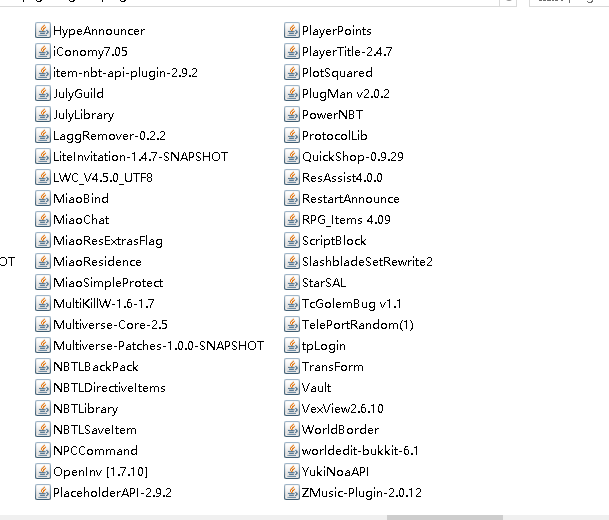 HypeAnnouncer
iConomy7.05
item-nbt-api-plugin-2.9.2
JulyGuild
JulyLibrary
LaggRemover-0.2.2
LiteInvitation-1.4.7-SNAPSHOT
LWC_V4.5.0_UTF8
MiaoBind
MiaoChat
MiaoResExtrasFlag
OT
MiaoResidence
MiaoSimpleProtect
MultiKillW-1.6-1.7
Multiverse-Core-2.5
Multiverse-Patches-1.0.0-SNAPSHOT
NBTLBackPack
NBTLDirectiveItems
NBTLibrary
NBTLSaveItem
NPCCommand
OpenInv [1.7.10]
PlaceholderAPI-2.9.2
PlayerPoints
PlayerTitle-2.4.7
PlotSquared
PlugMan v2.0.2
PowerNBT
ProtocolLib
QuickShop-0.9.29
ResAssist4.0.0
RestartAnnounce
RPG_Items 4.09
ScriptBlock
SlashbladeSetRewrite2
StarSAL
TcGolemBug v1.1
TelePortRandom(1)
tpLogin
TransForm
Vault
VexView2.6.10
WorldBorder
worldedit-bukkit-6.1
YukiNoaAPI
ZMusic-Plugin-2.0.12